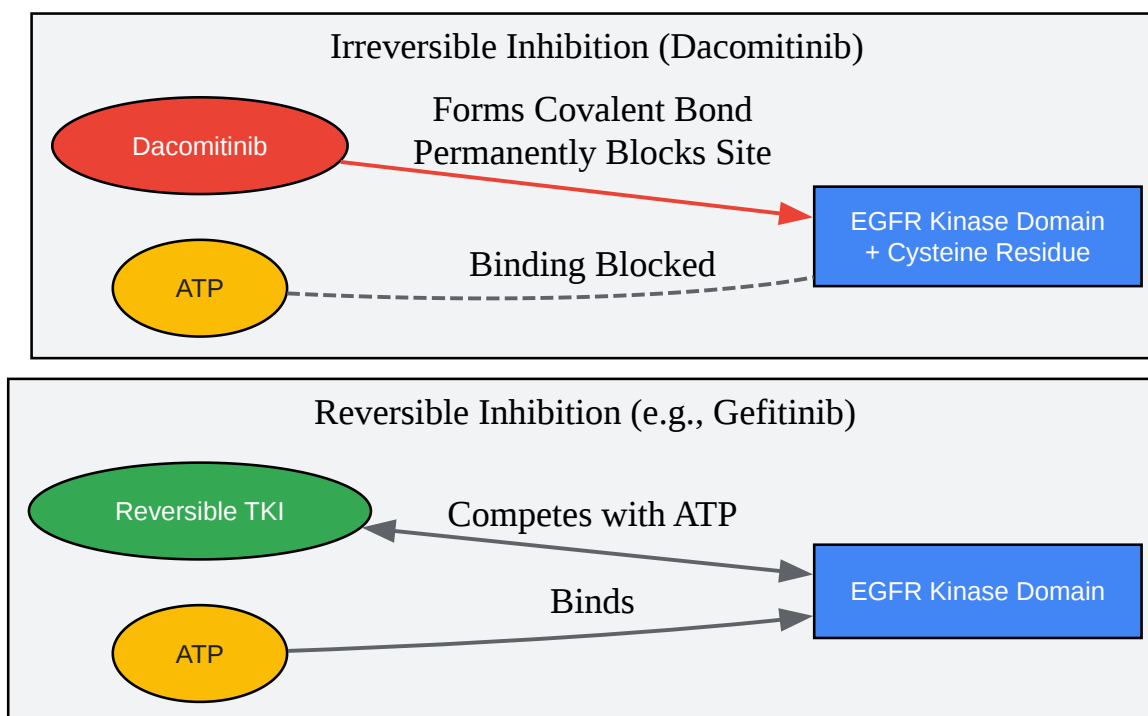 Irreversible Inhibition (Dacomitinib)
Forms Covalent Bond
Permanently Blocks Site
Dacomitinib
EGFR Kinase Domain
+ Cysteine Residue
Binding Blocked
ATP
Reversible Inhibition (e.g., Gefitinib)
Reversible TKI
Competes with ATP
EGFR Kinase Domain
Binds
ATP